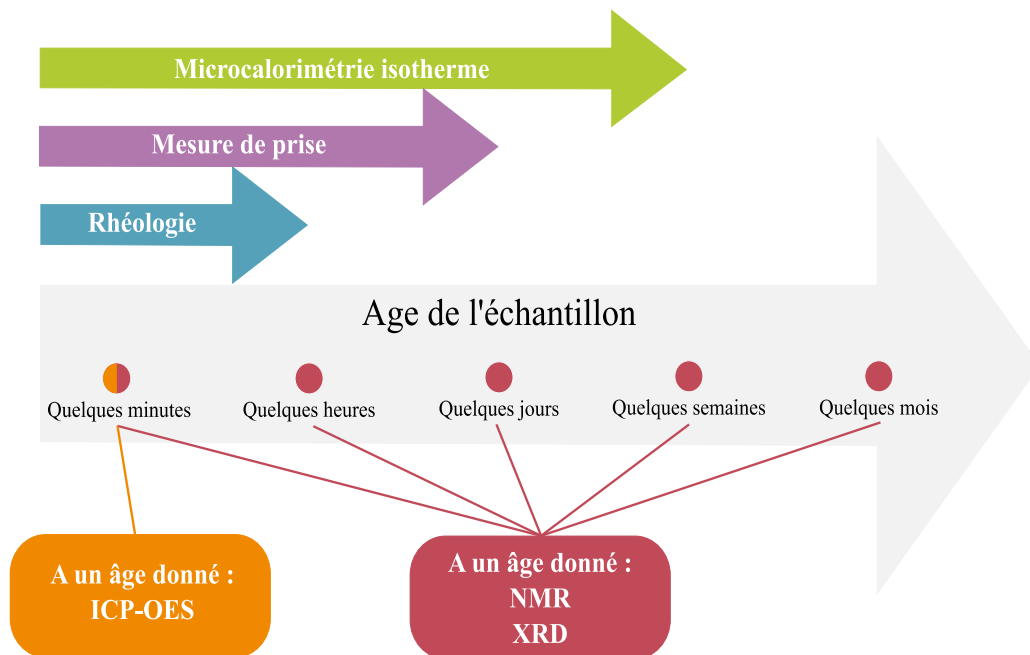 Microcalorimétrie isotherme
Mesure de prise
Rhéologie
Age de l'échantillon
Quelques minutes
Quelques heures
Quelques jours
Quelques semaines
Quelques mois
A un âge donné :
ICP-OES
A un âge donné :
NMR
XRD